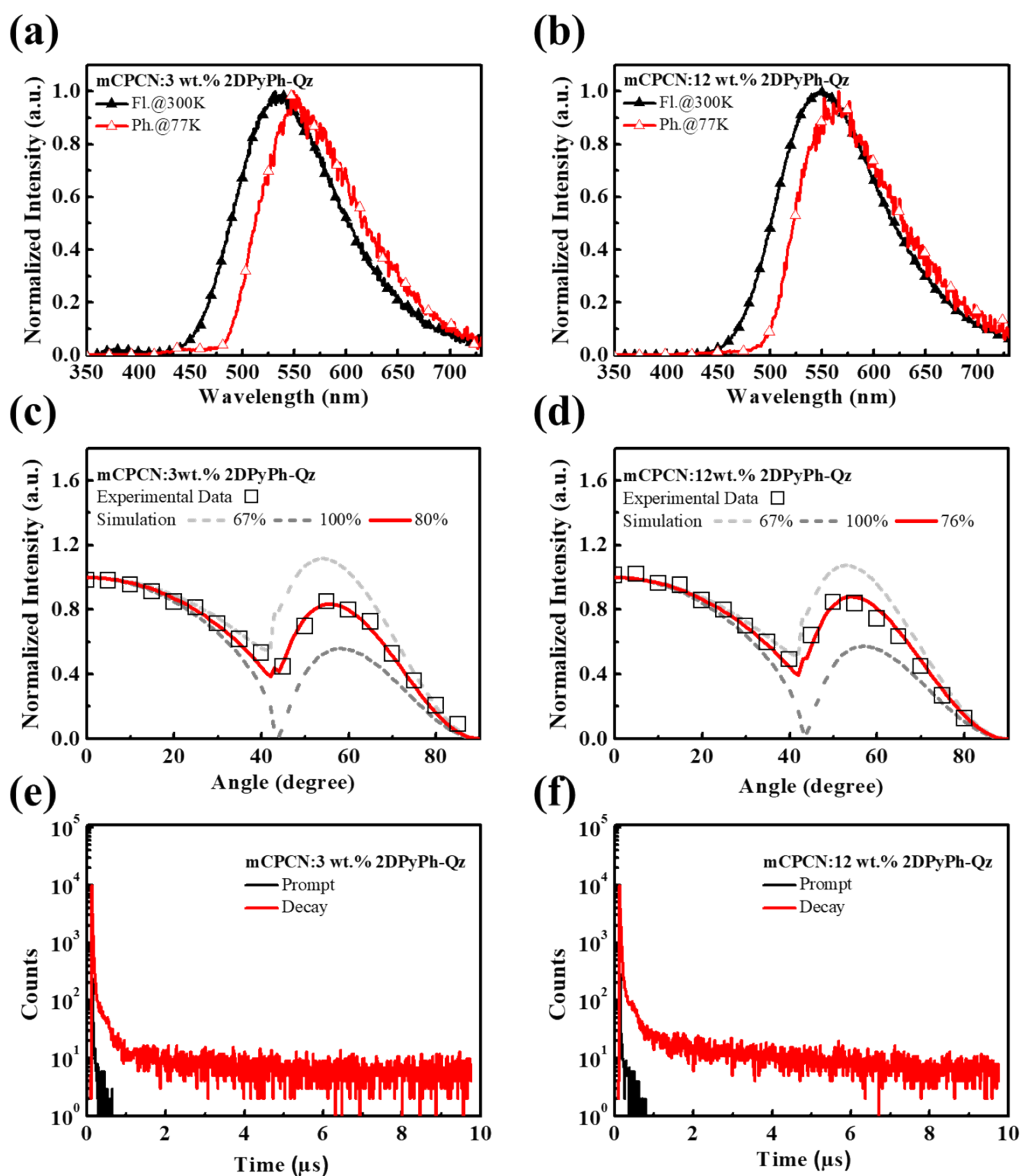 (a)
mCPCN:3 wt.% 2DPyPh-Qz
Fl.@300K
Ph.@77K
1.0
0.8
0.6
0.4
0.2
0.0
Normalized Intensity (a.u.)
350 400 450 500 550 600 650 700
Wavelength (nm)
(b)
mCPCN:12 wt.% 2DPyPh-Qz
Fl.@300K
Ph.@77K
1.0
0.8
0.6
0.4
0.2
0.0
Normalized Intensity (a.u.)
350 400 450 500 550 600 650 700
Wavelength (nm)
(c)
mCPCN:3wt.% 2DPyPh-Qz
Experimental Data
Simulation 67% 100% 80%
1.6
1.2
0.8
0.4
0.0
Normalized Intensity (a.u.)
0 20 40 60 80
Angle (degree)
(d)
mCPCN:12wt.% 2DPyPh-Qz
Experimental Data
Simulation 67% 100% 76%
1.6
1.2
0.8
0.4
0.0
Normalized Intensity (a.u.)
0 20 40 60 80
Angle (degree)
(e)
mCPCN:3 wt.% 2DPyPh-Qz
Prompt
Decay
10⁵
10⁴
10³
10²
10¹
10⁰
Counts
0 2 4 6 8 10
Time (µs)
(f)
mCPCN:12 wt.% 2DPyPh-Qz
Prompt
Decay
10⁵
10⁴
10³
10²
10¹
10⁰
Counts
0 2 4 6 8 10
Time (µs)